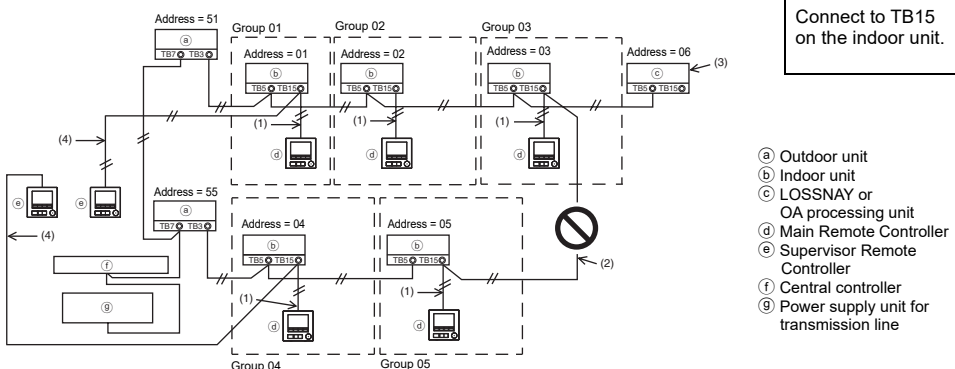 Address = 51
ⓐ
TB7 TB3
Group 01
Address = 01
ⓑ
TB5 TB15
(1)
ⓓ
Group 02
Address = 02
ⓑ
TB5 TB15
(1)
ⓓ
Group 03
Address = 03
ⓑ
TB5 TB15
(1)
ⓓ
Address = 06
ⓒ
TB5 TB15
(3)
Connect to TB15
on the indoor unit.
(4)
ⓔ
ⓔ
(4)
Address = 55
ⓐ
TB7 TB3
ⓕ
ⓖ
Address = 04
ⓑ
TB5 TB15
(1)
ⓓ
Group 04
Address = 05
ⓑ
TB5 TB15
(1)
ⓓ
Group 05
(2)
ⓐ Outdoor unit
ⓑ Indoor unit
ⓒ LOSSNAY or
OA processing unit
ⓓ Main Remote Controller
ⓔ Supervisor Remote
Controller
ⓕ Central controller
ⓖ Power supply unit for
transmission line